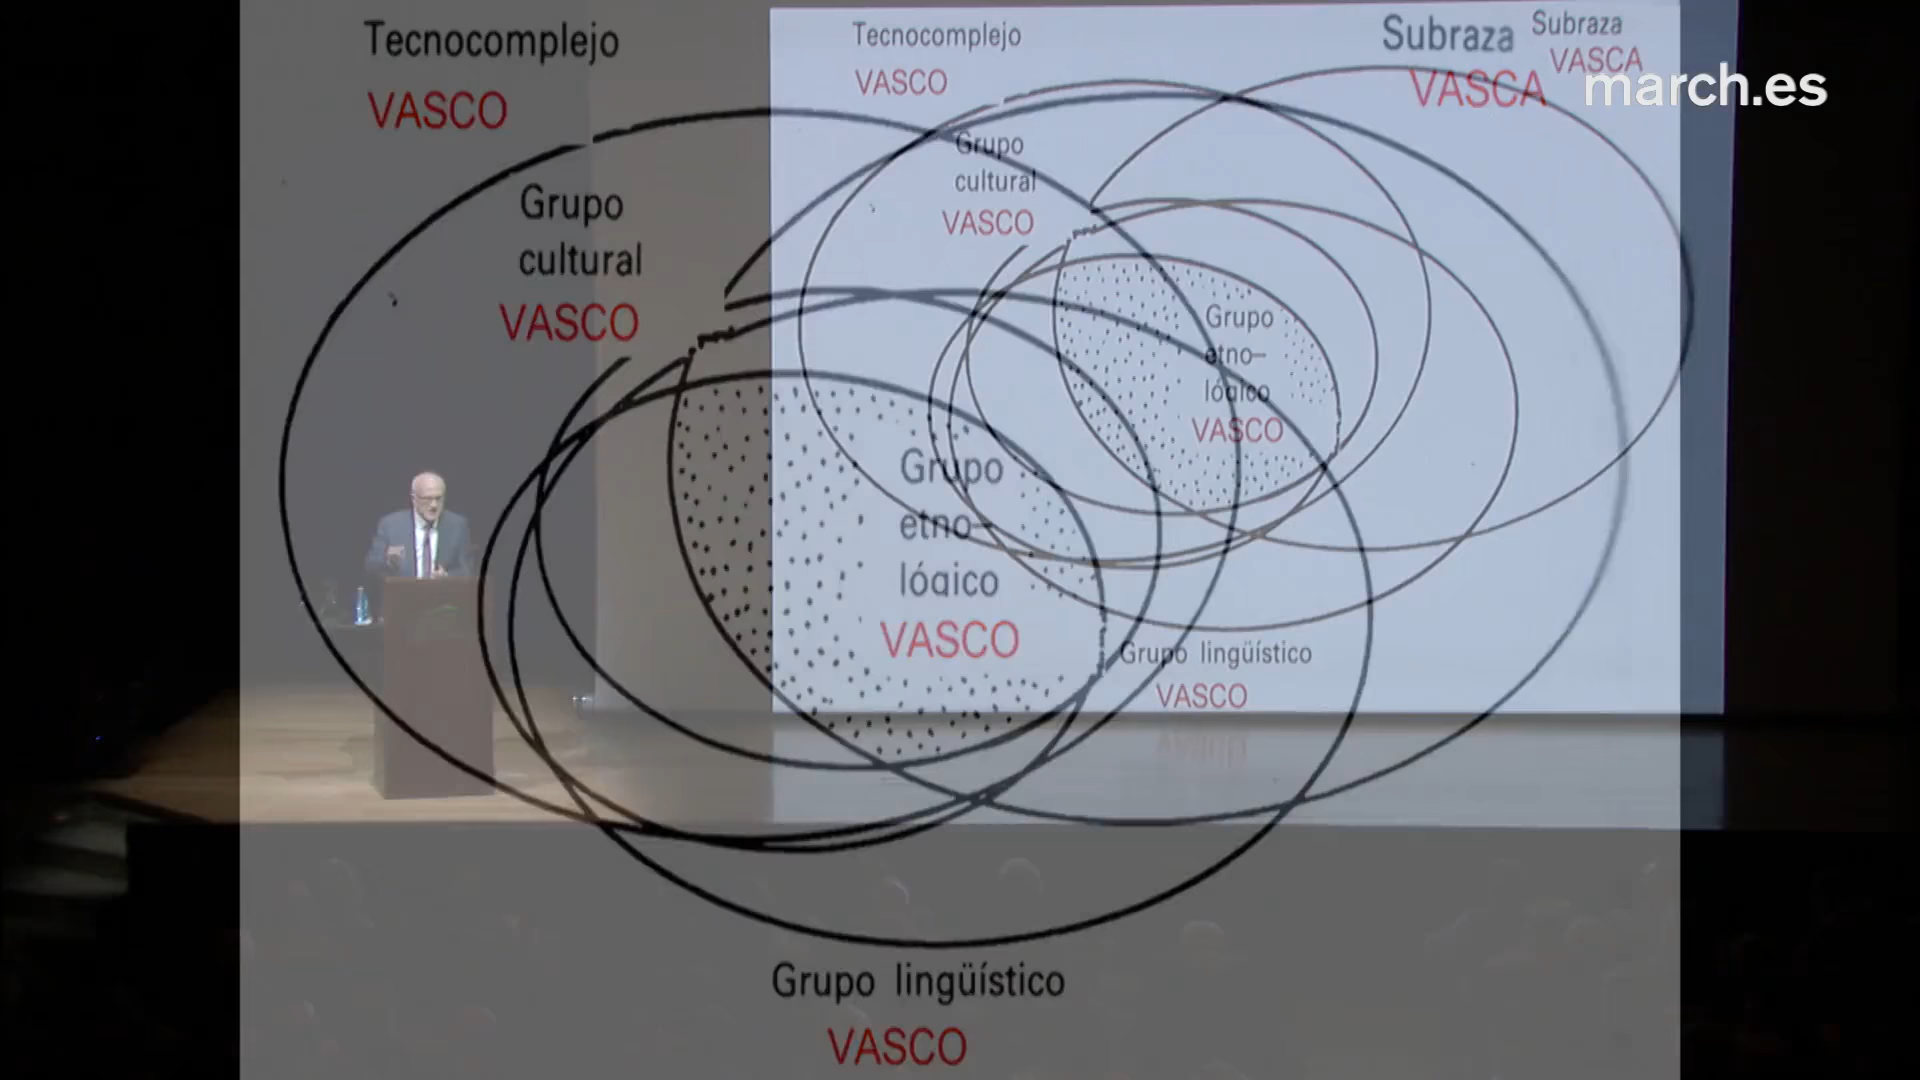 Tecnocomplejo
VASCO
Grupo
cultural
VASCO
Grupo
etno–
lógico
VASCO
Grupo lingüístico
VASCO
Subraza
VASCA
Tecnocomplejo
VASCO
Grupo
cultural
VASCO
Grupo
etno–
lógico
VASCO
Grupo lingüístico
VASCO
Subraza
VASCA
march.es